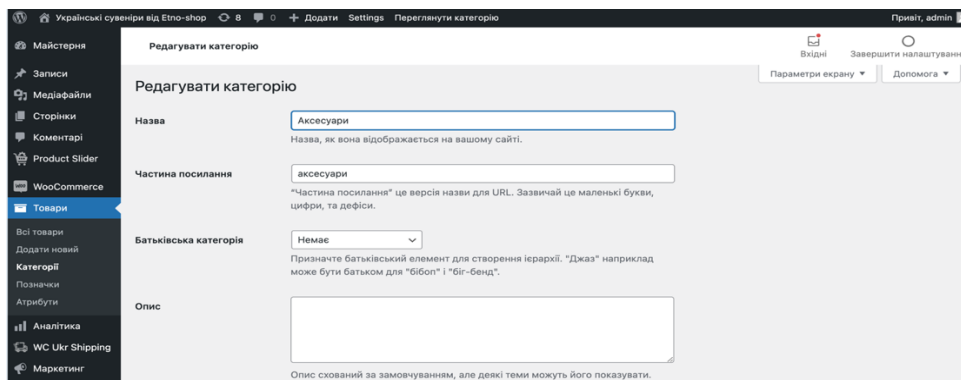 Українські сувеніри від Etno-shop 8 0 + Додати Settings Переглянути категорію Привіт, admin
Майстерня
Записи
Медіафайли
Сторінки
Коментарі
Product Slider
WooCommerce
Товари
Всі товари
Додати новий
Категорії
Позначки
Атрибути
Аналітика
WC Ukr Shipping
Маркетинг
Редагувати категорію
Вхідні
Завершити налаштуванн
Параметри екрану
Допомога
Редагувати категорію
Назва
Аксесуари
Назва, як вона відображається на вашому сайті.
Частина посилання
аксесуари
"Частина посилання" це версія назви для URL. Зазвичай це маленькі букви,
цифри, та дефіси.
Батьківська категорія
Немає
Призначте батьківський елемент для створення ієрархії. "Джаз" наприклад
може бути батьком для "бібоп" і "біг-бенд".
Опис
Опис схований за замовчуванням, але деякі теми можуть його показувати.